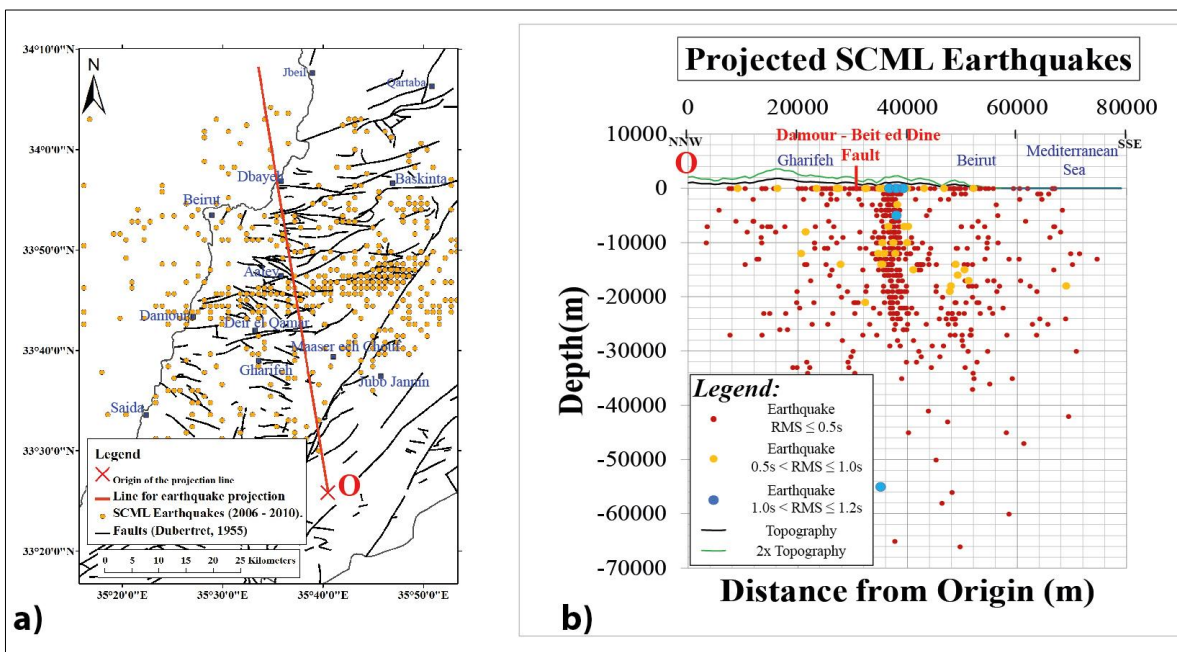 34°10'0"N
34°0'0"N
33°50'0"N
33°40'0"N
33°30'0"N
33°20'0"N
N
Jbeil
Qartaba
Dbayeh
Baskinta
Beirut
Aaley
Damour
Deir el Qamar
Maaser ech Chouf
Gharifeh
Jubb Jannin
Saida
O
Legend
Origin of the projection line
Line for earthquake projection
SCML Earthquakes (2006 - 2010).
Faults (Dubertret, 1955)
0 5 10 15 20 25 Kilometers
35°20'0"E 35°30'0"E 35°40'0"E 35°50'0"E
a)
Projected SCML Earthquakes
0 20000 40000 60000 80000
10000
0
-10000
-20000
-30000
-40000
-50000
-60000
-70000
Depth(m)
NNW
SSE
O
Damour - Beit ed Dine
Fault
Gharifeh
Beirut
Mediterranean
Sea
Legend:
Earthquake
RMS ≤ 0.5s
Earthquake
0.5s < RMS ≤ 1.0s
Earthquake
1.0s < RMS ≤ 1.2s
Topography
2x Topography
Distance from Origin (m)
b)